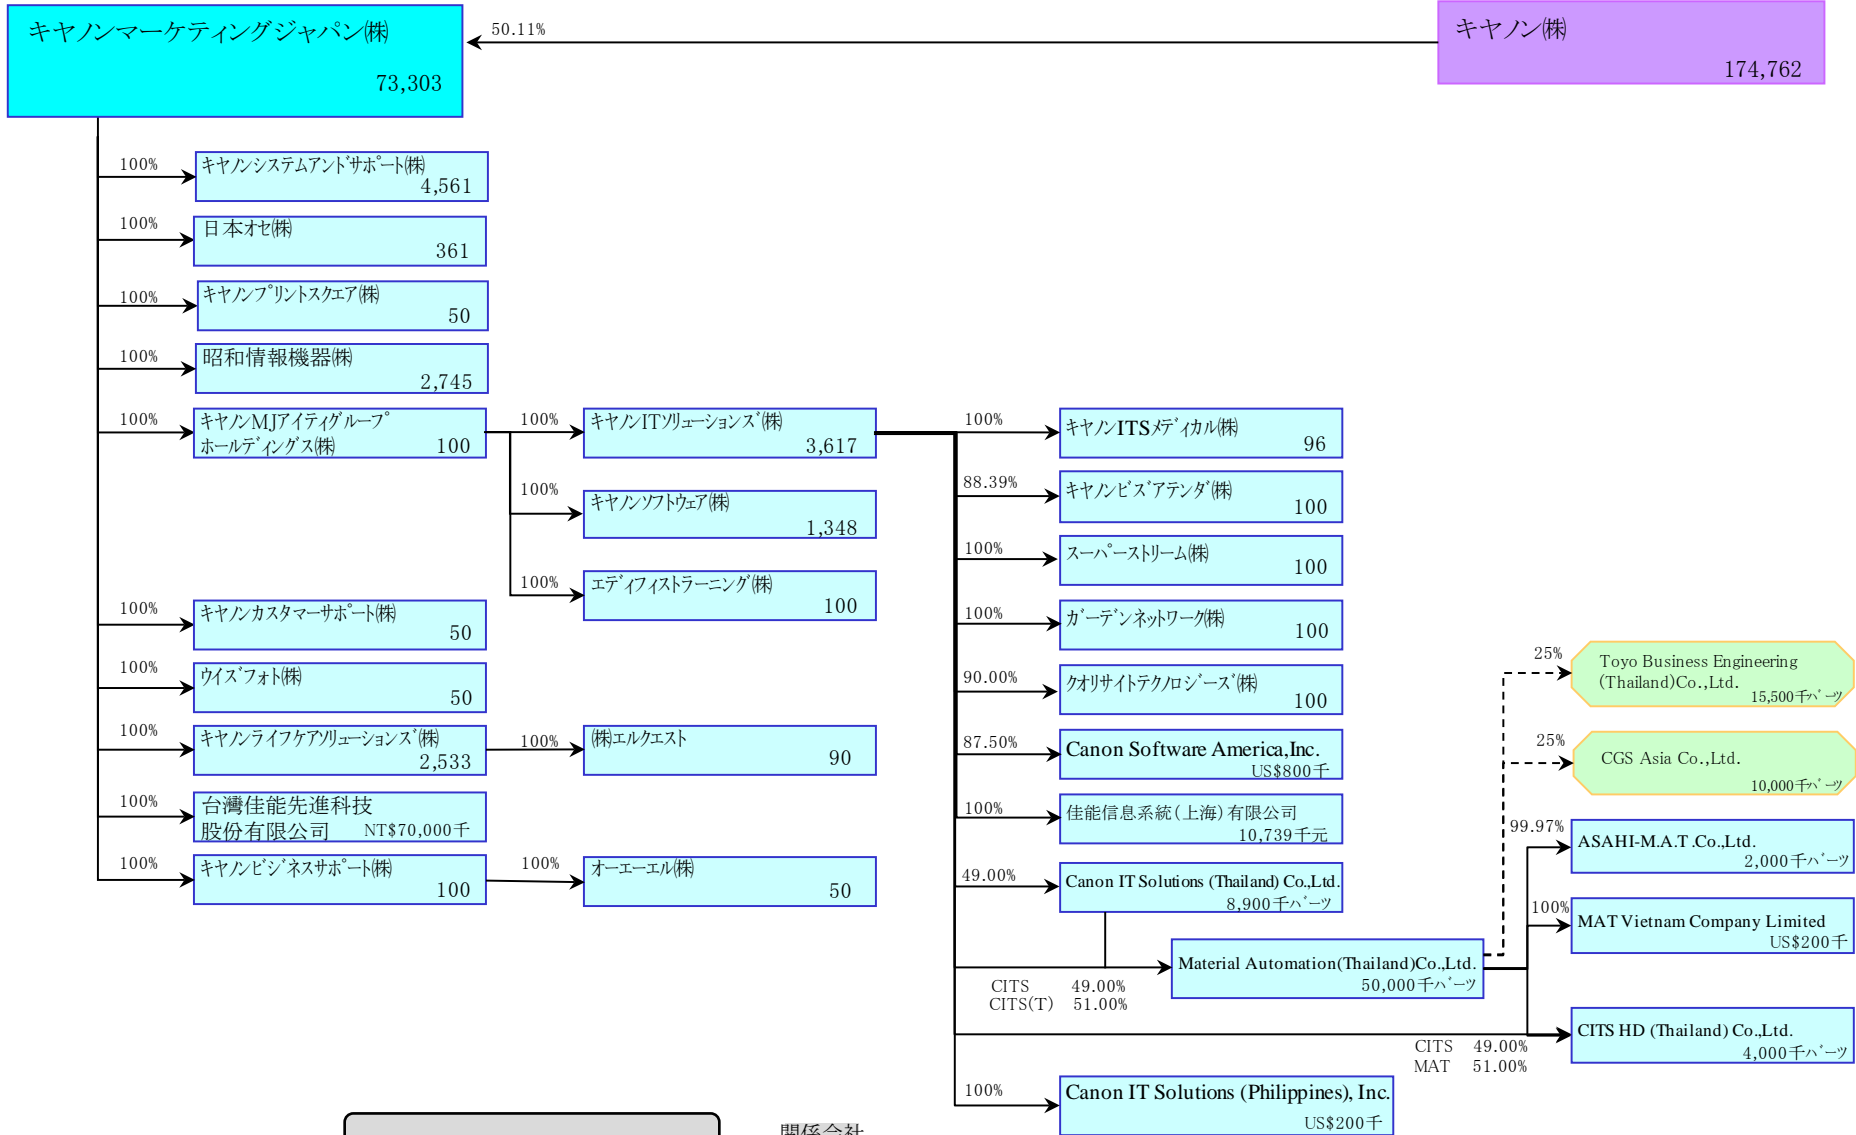 キヤノンマーケティングジャパン㈱
73,303
50.11%
キヤノン㈱
174,762
100%
キヤノンシステムアンドサポート㈱
4,561
100%
日本オセ㈱
361
100%
キヤノンプリントスクエア㈱
50
100%
昭和情報機器㈱
2,745
100%
キヤノンMJアイティグループ
ホールディングス㈱
100
100%
キヤノンITソリューションズ㈱
3,617
100%
キヤノンソフトウェア㈱
1,348
100%
エディフィストラーニング㈱
100
100%
キヤノンITSメディカル㈱
96
88.39%
キヤノンビズアテンダ㈱
100
100%
スーパーストリーム㈱
100
100%
ガーデンネットワーク㈱
100
90.00%
クオリサイトテクノロジーズ㈱
100
87.50%
Canon Software America,Inc.
US$800千
100%
佳能信息系統(上海)有限公司
10,739千元
49.00%
Canon IT Solutions (Thailand) Co.,Ltd.
8,900千バーツ
CITS 49.00%
CITS(T) 51.00%
Material Automation(Thailand)Co.,Ltd.
50,000千バーツ
25%
Toyo Business Engineering
(Thailand)Co.,Ltd.
15,500千バーツ
25%
CGS Asia Co.,Ltd.
10,000千バーツ
99.97%
ASAHI-M.A.T.Co.,Ltd.
2,000千バーツ
100%
MAT Vietnam Company Limited
US$200千
CITS 49.00%
MAT 51.00%
CITS HD (Thailand) Co.,Ltd.
4,000千バーツ
100%
Canon IT Solutions (Philippines), Inc.
US$200千
100%
キヤノンカスタマーサポート㈱
50
100%
ウイズフォト㈱
50
100%
キヤノンライフケアソリューションズ㈱
2,533
100%
㈱エルクエスト
90
100%
台灣佳能先進科技
股份有限公司 NT$70,000千
100%
キヤノンビジネスサポート㈱
100
100%
オーエーエル㈱
50
関係会社